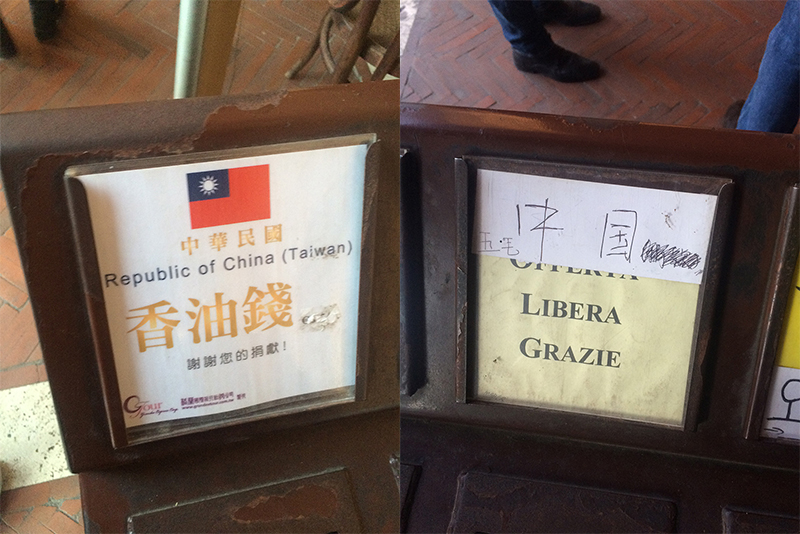 中華民國
Republic of China (Taiwan)
香油錢
謝謝您的捐獻!
中 国
OFFERTA
LIBERA
GRAZIE